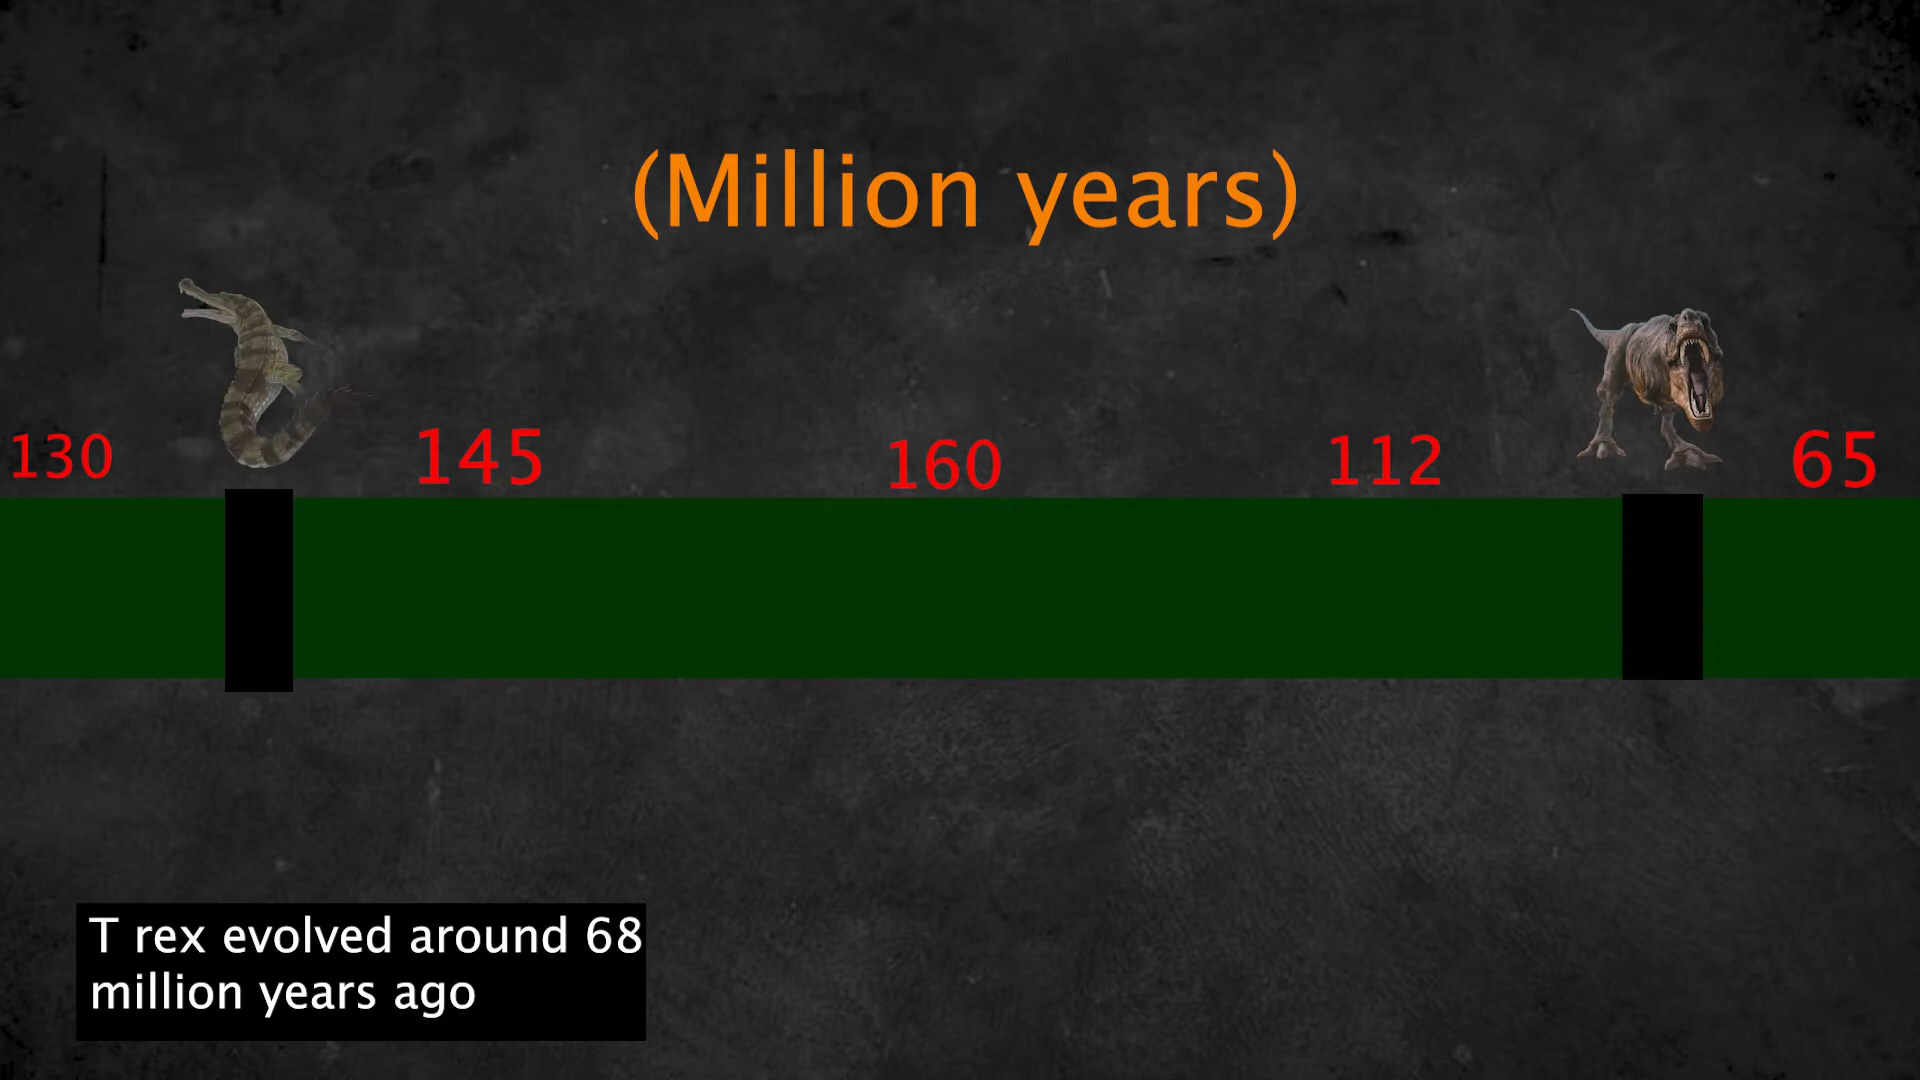 (Million years)
130 145 160 112 65
T rex evolved around 68
million years ago